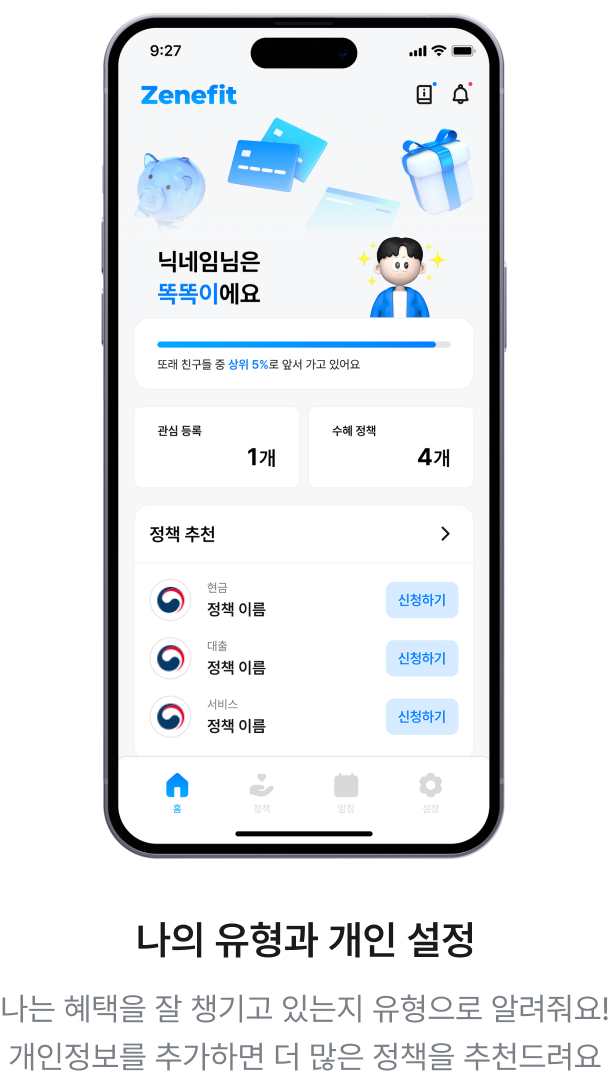 9:27
Zenefit
닉네임님은
똑똑이에요
또래 친구들 중 상위 5%로 앞서 가고 있어요
관심 등록
1개
수혜 정책
4개
정책 추천
현금
정책 이름
신청하기
대출
정책 이름
신청하기
서비스
정책 이름
신청하기
홈
정책
일정
설정
나의 유형과 개인 설정
나는 혜택을 잘 챙기고 있는지 유형으로 알려줘요!
개인정보를 추가하면 더 많은 정책을 추천드려요